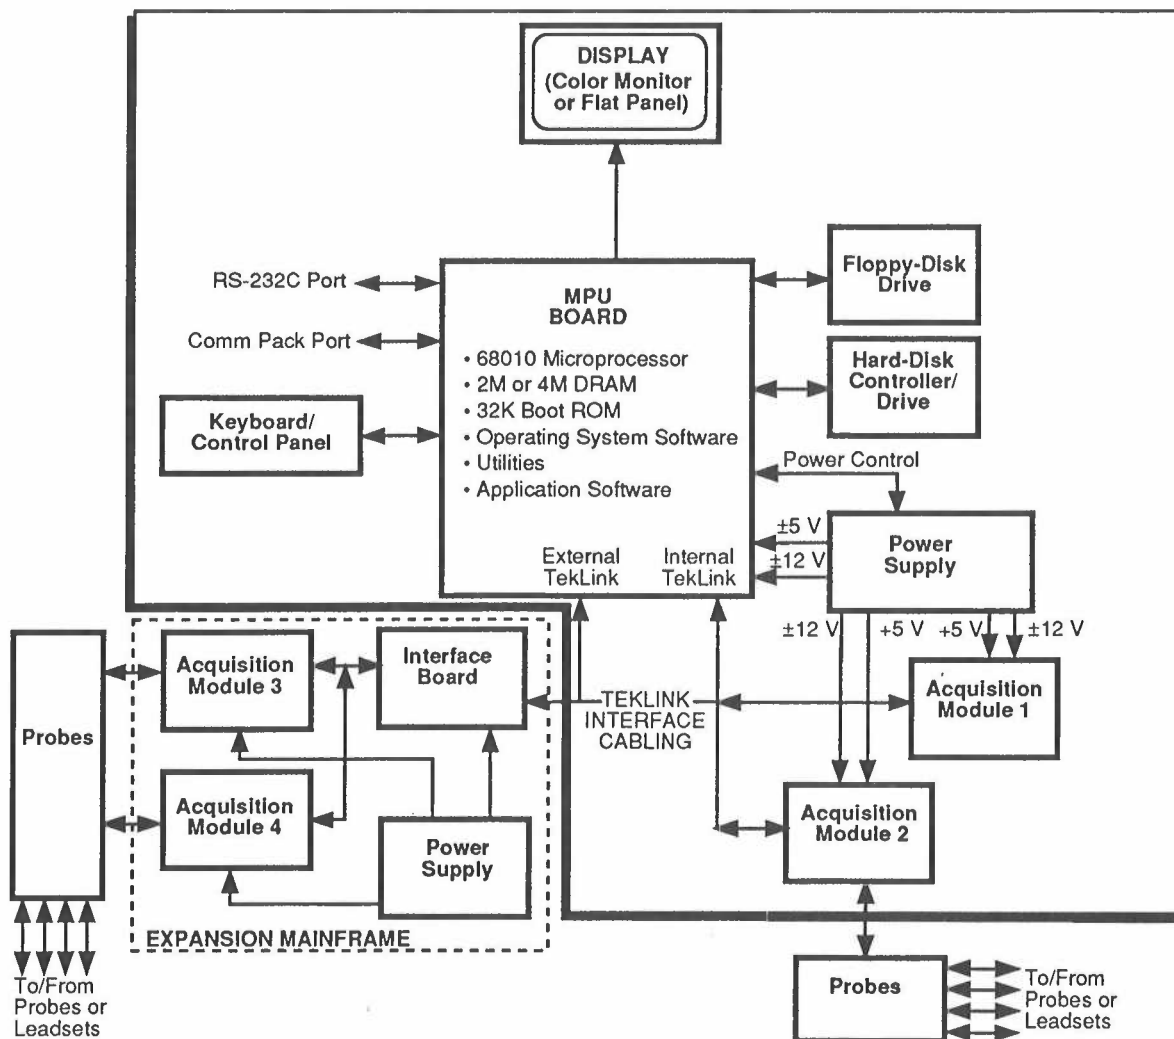 DISPLAY
(Color Monitor
or Flat Panel)
RS-232C Port
Comm Pack Port
Keyboard/
Control Panel
MPU
BOARD
• 68010 Microprocessor
• 2M or 4M DRAM
• 32K Boot ROM
• Operating System Software
• Utilities
• Application Software
External
TekLink
Internal
TekLink
Floppy-Disk
Drive
Hard-Disk
Controller/
Drive
Power Control
±5 V
±12 V
Power
Supply
±12 V
+5 V
+5 V
±12 V
Probes
Acquisition
Module 3
Interface
Board
Acquisition
Module 4
Power
Supply
EXPANSION MAINFRAME
TEKLINK
INTERFACE
CABLING
Acquisition
Module 1
Acquisition
Module 2
To/From
Probes or
Leadsets
Probes
To/From
Probes or
Leadsets